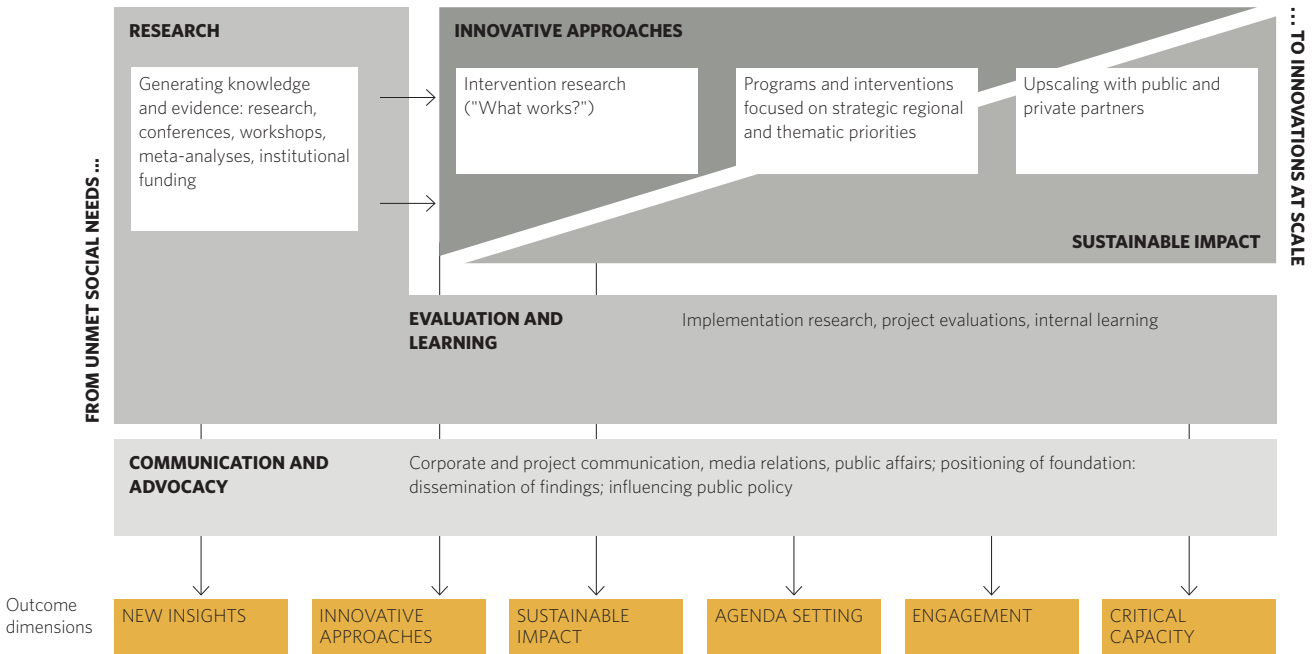 FROM UNMET SOCIAL NEEDS ...
RESEARCH
Generating knowledge
and evidence: research,
conferences, workshops,
meta-analyses, institutional
funding
INNOVATIVE APPROACHES
Intervention research
("What works?")
Programs and interventions
focused on strategic regional
and thematic priorities
Upscaling with public and
private partners
SUSTAINABLE IMPACT
... TO INNOVATIONS AT SCALE
EVALUATION AND
LEARNING
Implementation research, project evaluations, internal learning
COMMUNICATION AND
ADVOCACY
Corporate and project communication, media relations, public affairs; positioning of foundation:
dissemination of findings; influencing public policy
Outcome
dimensions
NEW INSIGHTS
INNOVATIVE
APPROACHES
SUSTAINABLE
IMPACT
AGENDA SETTING
ENGAGEMENT
CRITICAL
CAPACITY